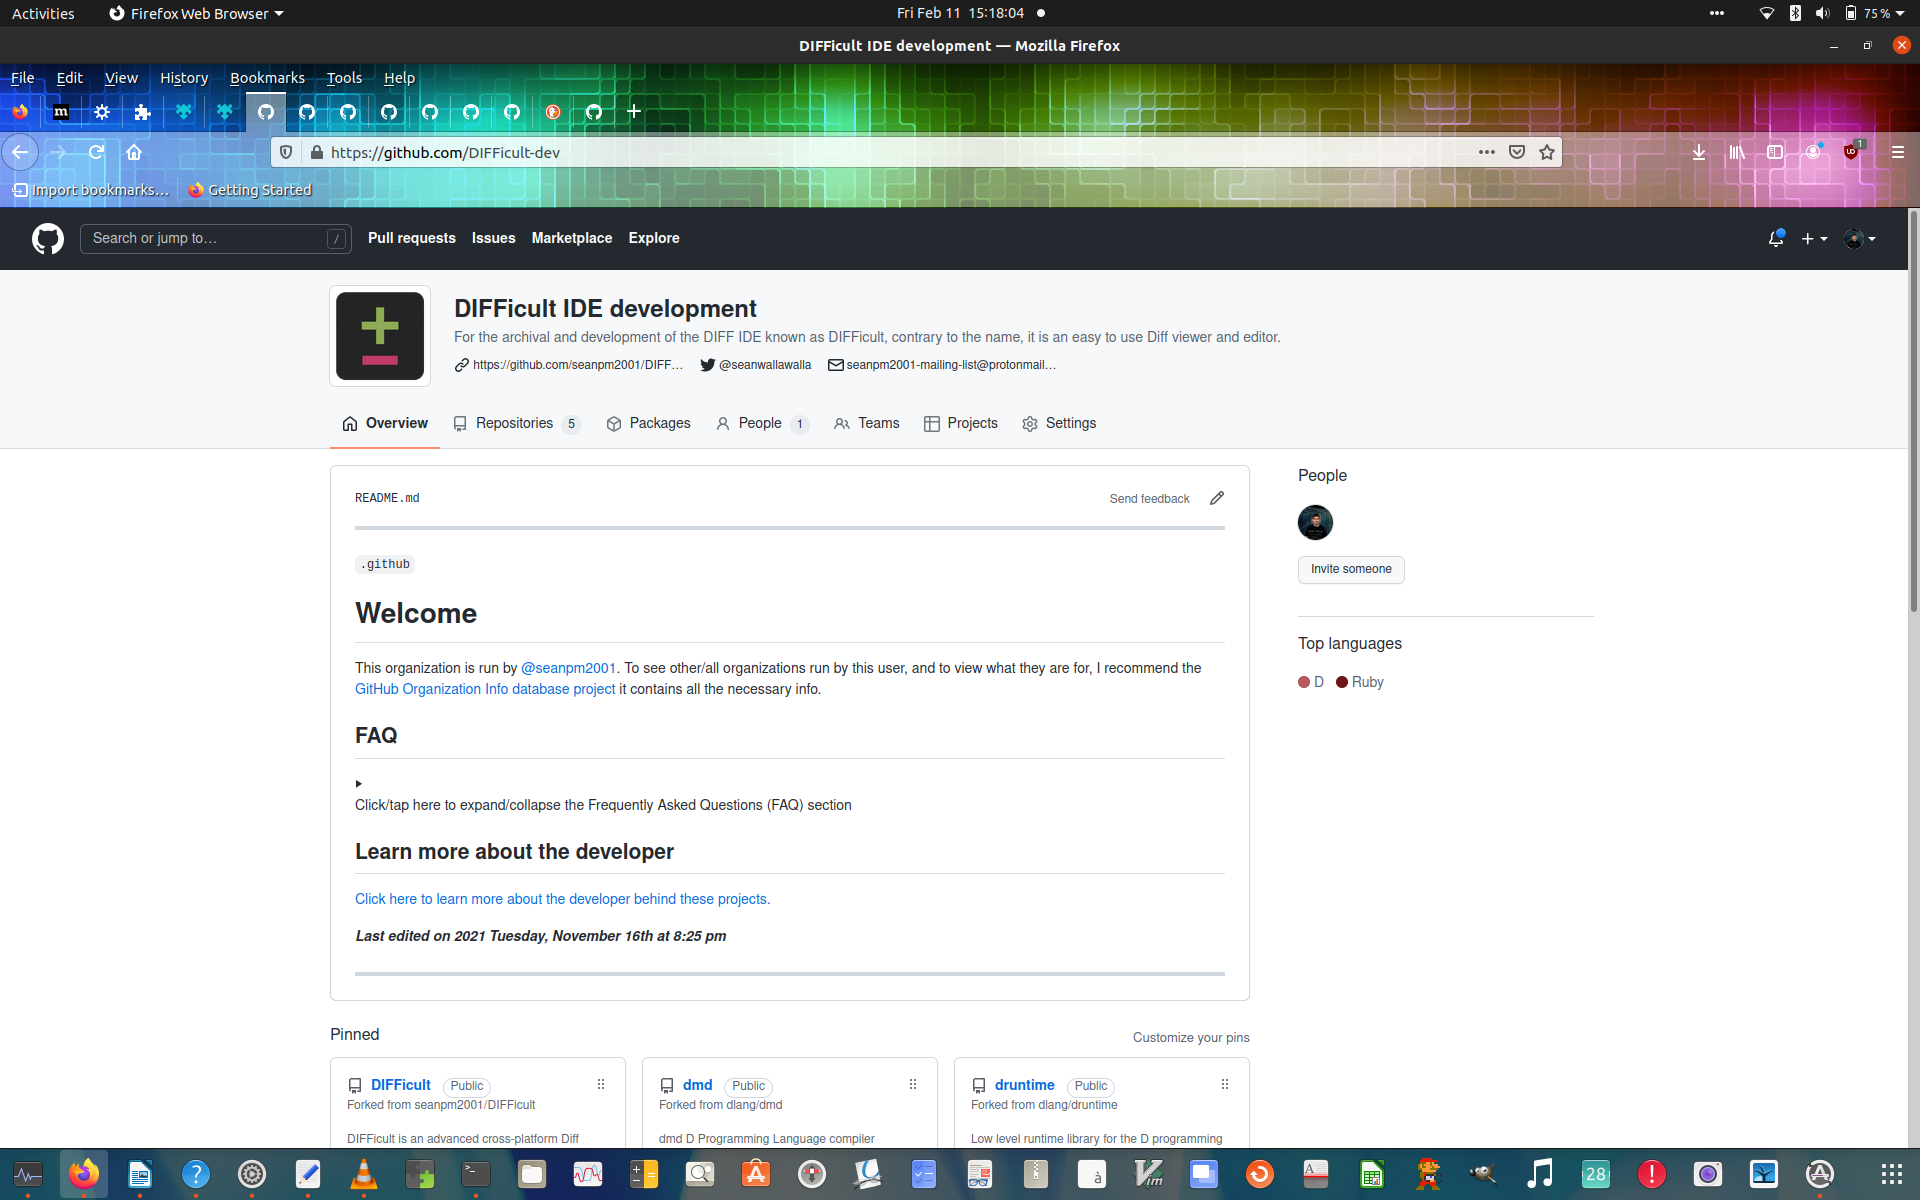 Activities
Firefox Web Browser
Fri Feb 11 15:18:04
75 %
DIFFicult IDE development — Mozilla Firefox
File Edit View History Bookmarks Tools Help
m
https://github.com/DIFFicult-dev
1
Import bookmarks... Getting Started
Search or jump to... /
Pull requests Issues Marketplace Explore
DIFFicult IDE development
For the archival and development of the DIFF IDE known as DIFFicult, contrary to the name, it is an easy to use Diff viewer and editor.
https://github.com/seanpm2001/DIFF... @seanwallawalla seanpm2001-mailing-list@protonmail...
Overview Repositories 5 Packages People 1 Teams Projects Settings
README.md
Send feedback
.github
Welcome
This organization is run by @seanpm2001. To see other/all organizations run by this user, and to view what they are for, I recommend the
GitHub Organization Info database project it contains all the necessary info.
FAQ
Click/tap here to expand/collapse the Frequently Asked Questions (FAQ) section
Learn more about the developer
Click here to learn more about the developer behind these projects.
Last edited on 2021 Tuesday, November 16th at 8:25 pm
People
Invite someone
Top languages
D Ruby
Pinned
Customize your pins
DIFFicult Public
Forked from seanpm2001/DIFFicult
DIFFicult is an advanced cross-platform Diff
dmd Public
Forked from dlang/dmd
dmd D Programming Language compiler
druntime Public
Forked from dlang/druntime
Low level runtime library for the D programming
28